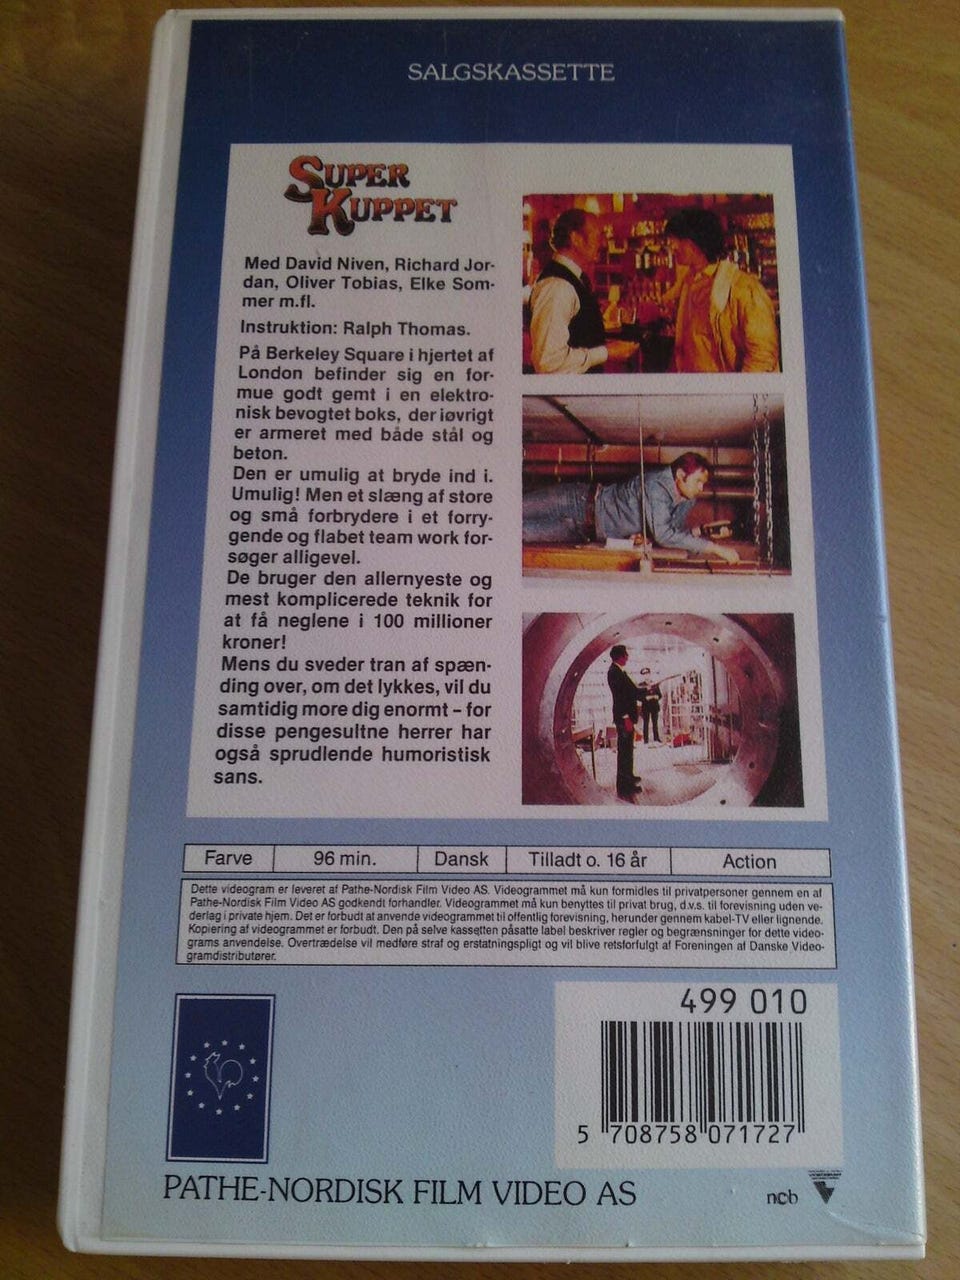 SALGSKASSETTE
SUPER
KUPPET
Med David Niven, Richard Jor-
dan, Oliver Tobias, Elke Som-
mer m.fl.
Instruktion: Ralph Thomas.
På Berkeley Square i hjertet af
London befinder sig en for-
mue godt gemt i en elektro-
nisk bevogtet boks, der iøvrigt
er armeret med både stål og
beton.
Den er umulig at bryde ind i.
Umulig! Men et slæng af store
og små forbrydere i et forry-
gende og flabet team work for-
søger alligevel.
De bruger den allernyeste og
mest komplicerede teknik for
at få neglene i 100 millioner
kroner!
Mens du sveder tran af spæn-
ding over, om det lykkes, vil du
samtidig more dig enormt – for
disse pengesultne herrer har
også sprudlende humoristisk
sans.
Farve 96 min. Dansk Tilladt o. 16 år Action
Dette videogram er leveret af Pathe-Nordisk Film Video AS. Videogrammet må kun formidles til privatpersoner gennem en af
Pathe-Nordisk Film Video AS godkendt forhandler. Videogrammet må kun benyttes til privat brug, d.v.s. til forevisning uden ve-
derlag i private hjem. Det er forbudt at anvende videogrammet til offentlig forevisning, herunder gennem kabel-TV eller lignende.
Kopiering af videogrammet er forbudt. Den på selve kassetten påsatte label beskriver regler og begrænsninger for dette video-
grams anvendelse. Overtrædelse vil medføre straf og erstatningspligt og vil blive retsforfulgt af Foreningen af Danske Video-
gramdistributører.
499 010
5 708758 071727
PATHE-NORDISK FILM VIDEO AS
ncb